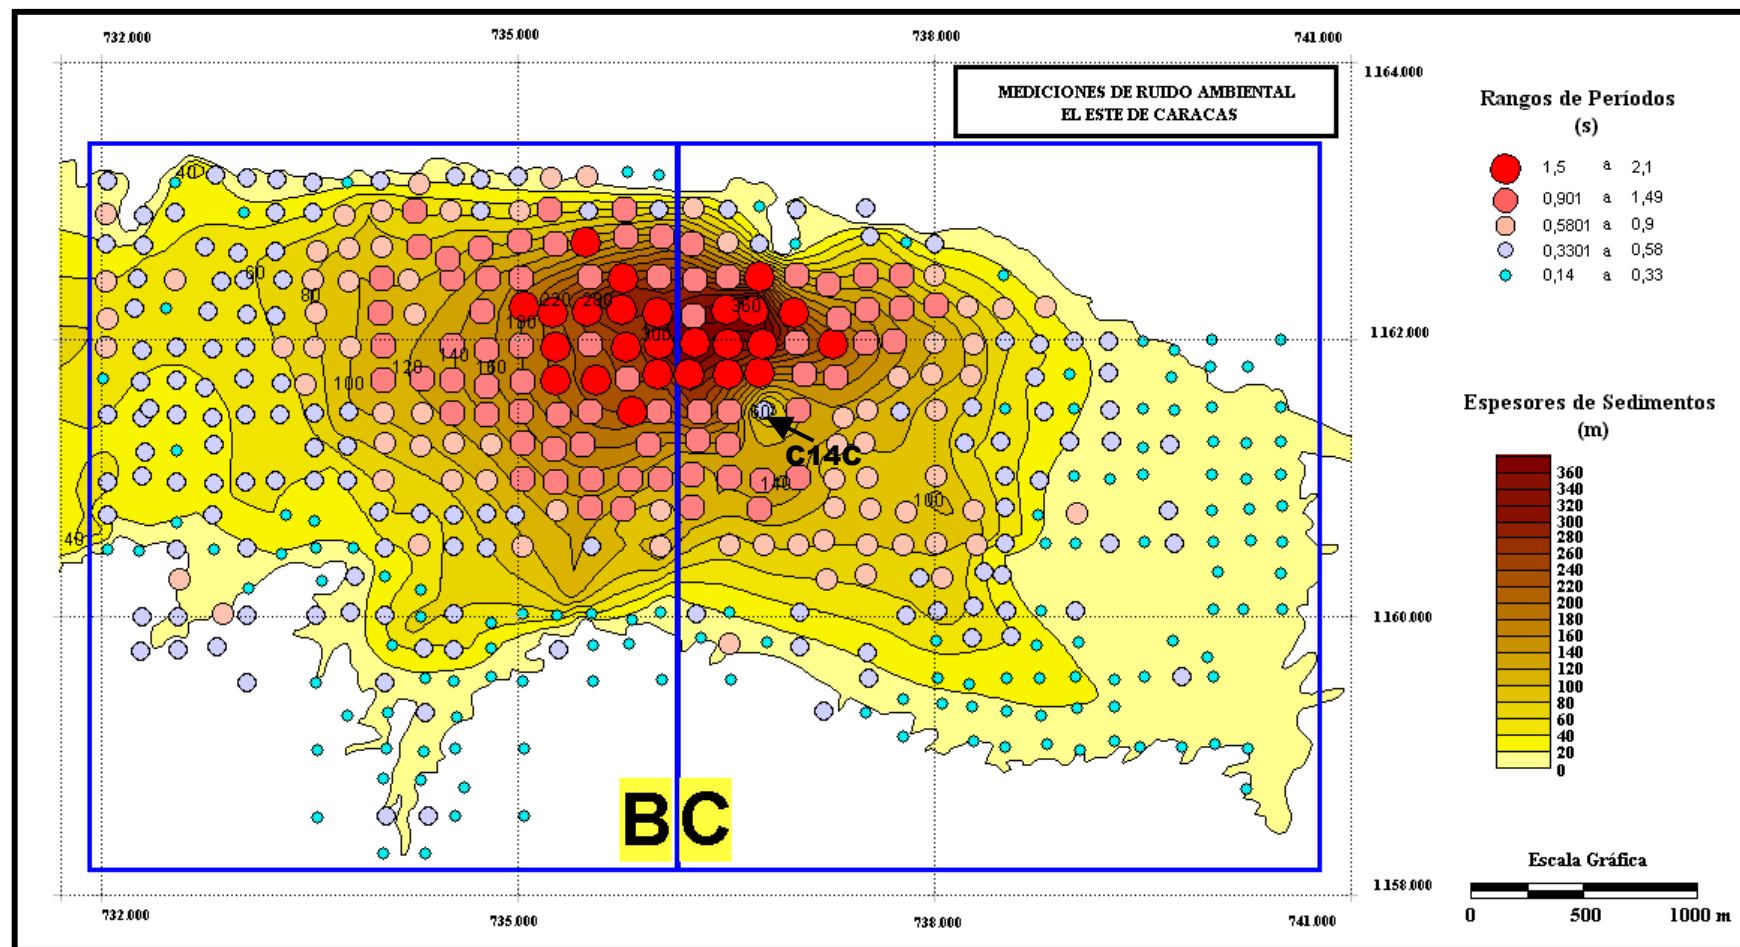 732.000 735.000 738.000 741.000
1164.000
MEDICIONES DE RUIDO AMBIENTAL
EL ESTE DE CARACAS
Rangos de Períodos
(s)
1,5 a 2,1
0,901 a 1,49
0,5801 a 0,9
0,3301 a 0,58
0,14 a 0,33
40
60
80
220 280 360
180 300
1162.000
140
120 160
100
60
C14C
140
100
40
1160.000
Espesores de Sedimentos
(m)
360
340
320
300
280
260
240
220
200
180
160
140
120
100
80
60
40
20
0
B C
Escala Gráfica
0 500 1000 m
1158.000
732.000 735.000 738.000 741.000